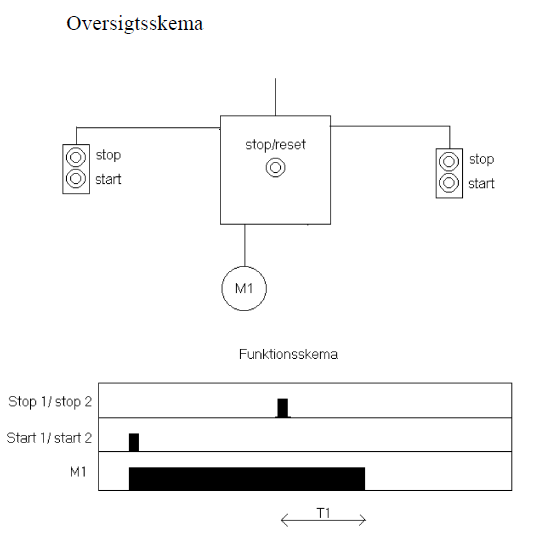 Oversigtsskema
stop/reset
stop
start
stop
start
M1
Funktionsskema
Stop 1/ stop 2
Start 1/ start 2
M1
T1